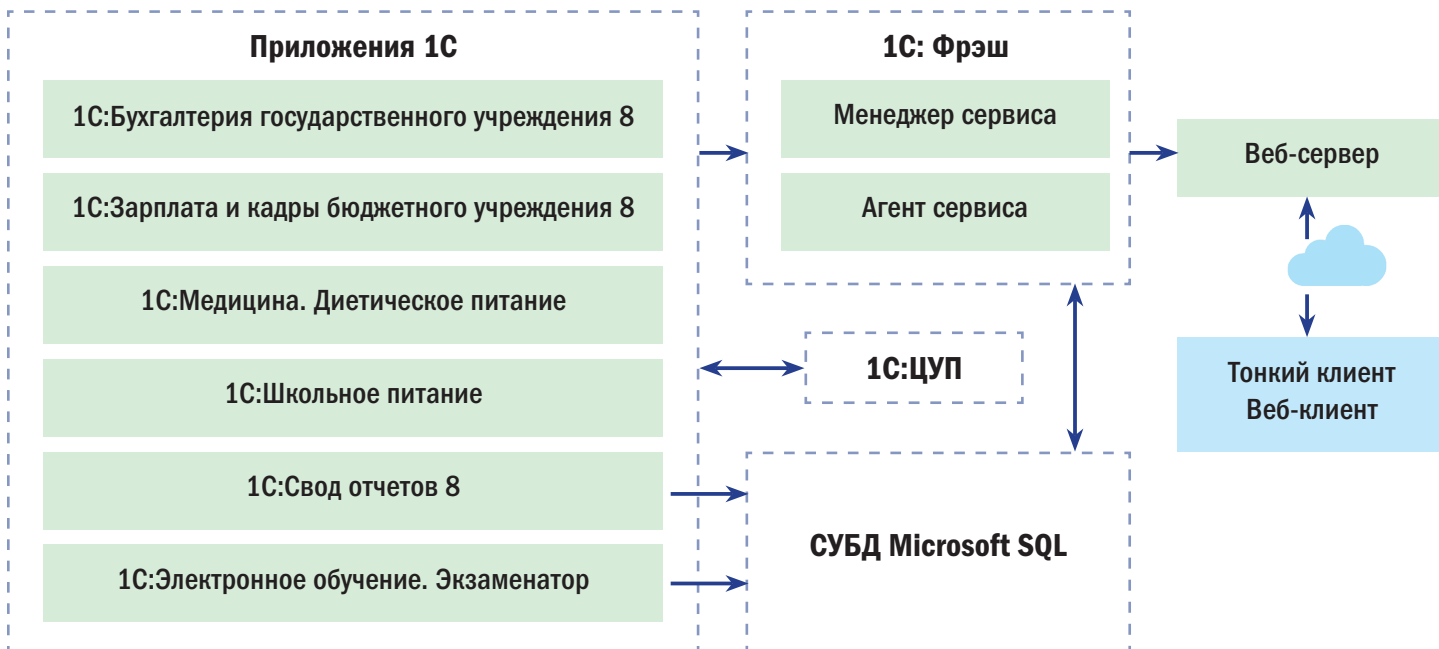 Приложения 1С
1С:Бухгалтерия государственного учреждения 8
1С:Зарплата и кадры бюджетного учреждения 8
1С:Медицина. Диетическое питание
1С:Школьное питание
1С:Свод отчетов 8
1С:Электронное обучение. Экзаменатор
1С: Фрэш
Менеджер сервиса
Агент сервиса
1С:ЦУП
СУБД Microsoft SQL
Веб-сервер
Тонкий клиент
Веб-клиент